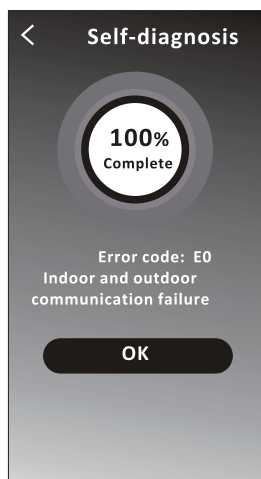 Self-diagnosis
100%
Complete
Error code: E0
Indoor and outdoor
communication failure
OK